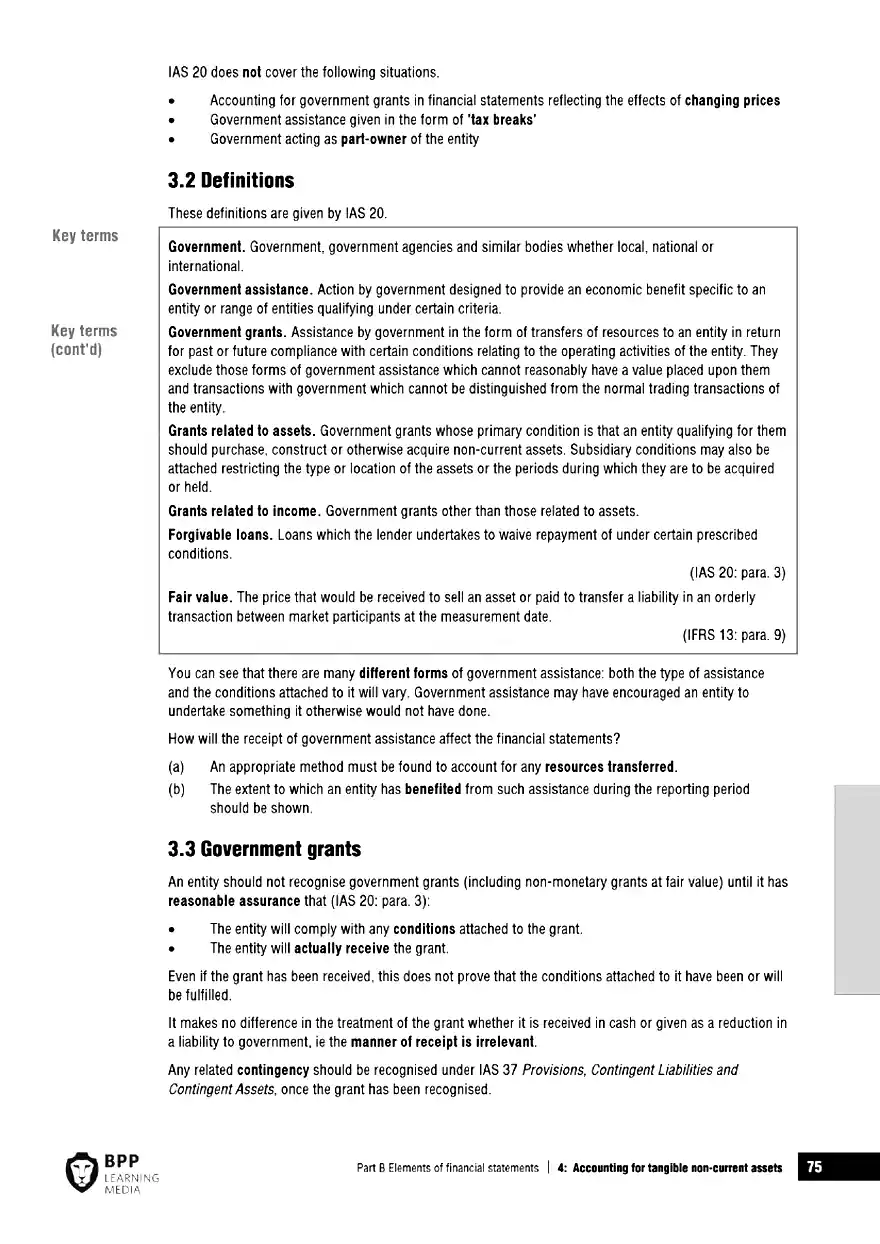 IAS 20 does not cover the following situations.
• Accounting for government grants in financial statements reflecting the effects of changing prices
• Government assistance given in the form of 'tax breaks'
• Government acting as part-owner of the entity
3.2 Definitions
These definitions are given by IAS 20.
Key terms
Government. Government, government agencies and similar bodies whether local, national or
international.
Government assistance. Action by government designed to provide an economic benefit specific to an
entity or range of entities qualifying under certain criteria.
Key terms
(cont'd)
Government grants. Assistance by government in the form of transfers of resources to an entity in return
for past or future compliance with certain conditions relating to the operating activities of the entity. They
exclude those forms of government assistance which cannot reasonably have a value placed upon them
and transactions with government which cannot be distinguished from the normal trading transactions of
the entity.
Grants related to assets. Government grants whose primary condition is that an entity qualifying for them
should purchase, construct or otherwise acquire non-current assets. Subsidiary conditions may also be
attached restricting the type or location of the assets or the periods during which they are to be acquired
or held.
Grants related to income. Government grants other than those related to assets.
Forgivable loans. Loans which the lender undertakes to waive repayment of under certain prescribed
conditions.
(IAS 20: para. 3)
Fair value. The price that would be received to sell an asset or paid to transfer a liability in an orderly
transaction between market participants at the measurement date.
(IFRS 13: para. 9)
You can see that there are many different forms of government assistance: both the type of assistance
and the conditions attached to it will vary. Government assistance may have encouraged an entity to
undertake something it otherwise would not have done.
How will the receipt of government assistance affect the financial statements?
(a) An appropriate method must be found to account for any resources transferred.
(b) The extent to which an entity has benefited from such assistance during the reporting period
should be shown.
3.3 Government grants
An entity should not recognise government grants (including non-monetary grants at fair value) until it has
reasonable assurance that (IAS 20: para. 3):
• The entity will comply with any conditions attached to the grant.
• The entity will actually receive the grant.
Even if the grant has been received, this does not prove that the conditions attached to it have been or will
be fulfilled.
It makes no difference in the treatment of the grant whether it is received in cash or given as a reduction in
a liability to government, ie the manner of receipt is irrelevant.
Any related contingency should be recognised under IAS 37 Provisions, Contingent Liabilities and
Contingent Assets, once the grant has been recognised.
BPP
LEARNING
MEDIA
Part B Elements of financial statements | 4: Accounting for tangible non-current assets 75